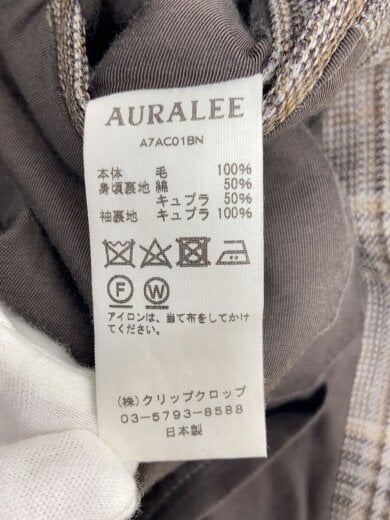 AURALEE
A7AC01BN
本体 毛 100%
身頃裏地 綿 50%
キュプラ 50%
袖裏地 キュプラ 100%
F W
アイロンは、当て布をしてかけ
てください。
(株)クリップクロップ
03-5793-8588
日本製